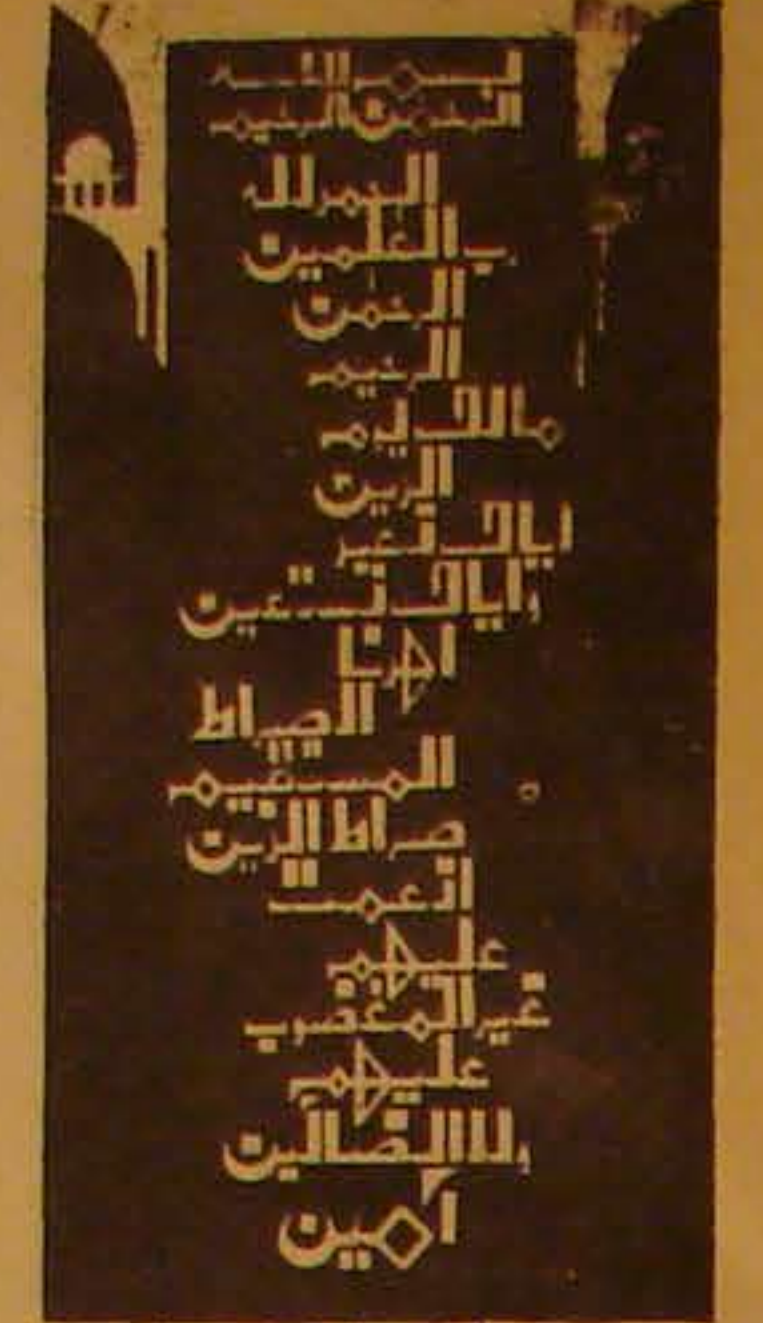 بسم الله
الرحمن الرحيم
الحمد لله
رب العلمين
الرحمن
الرحيم
مالك يوم
الدين
اياك نعبد
واياك نستعين
اهدنا
الصراط
المستقيم
صراط الذين
انعمت
عليهم
غير المغضوب
عليهم
ولا الضالين
آمين